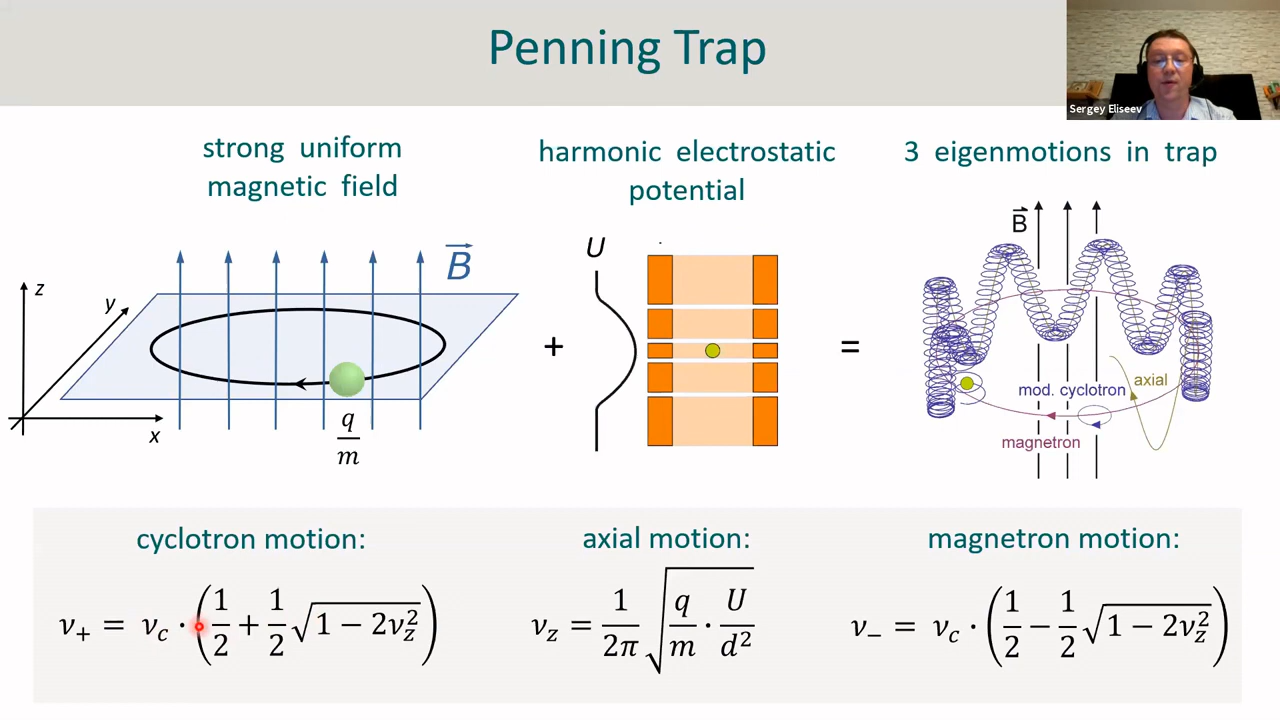 Penning Trap
Sergey Eliseev
strong uniform
magnetic field
harmonic electrostatic
potential
3 eigenmotions in trap
z
y
x
B
q
m
+
U
=
B
mod. cyclotron
axial
magnetron
cyclotron motion:
axial motion:
magnetron motion:
ν₊ = ν_c · (1/2 + 1/2 √(1 − 2ν_z²))
ν_z = 1/2π √(q/m · U/d²)
ν₋ = ν_c · (1/2 − 1/2 √(1 − 2ν_z²))